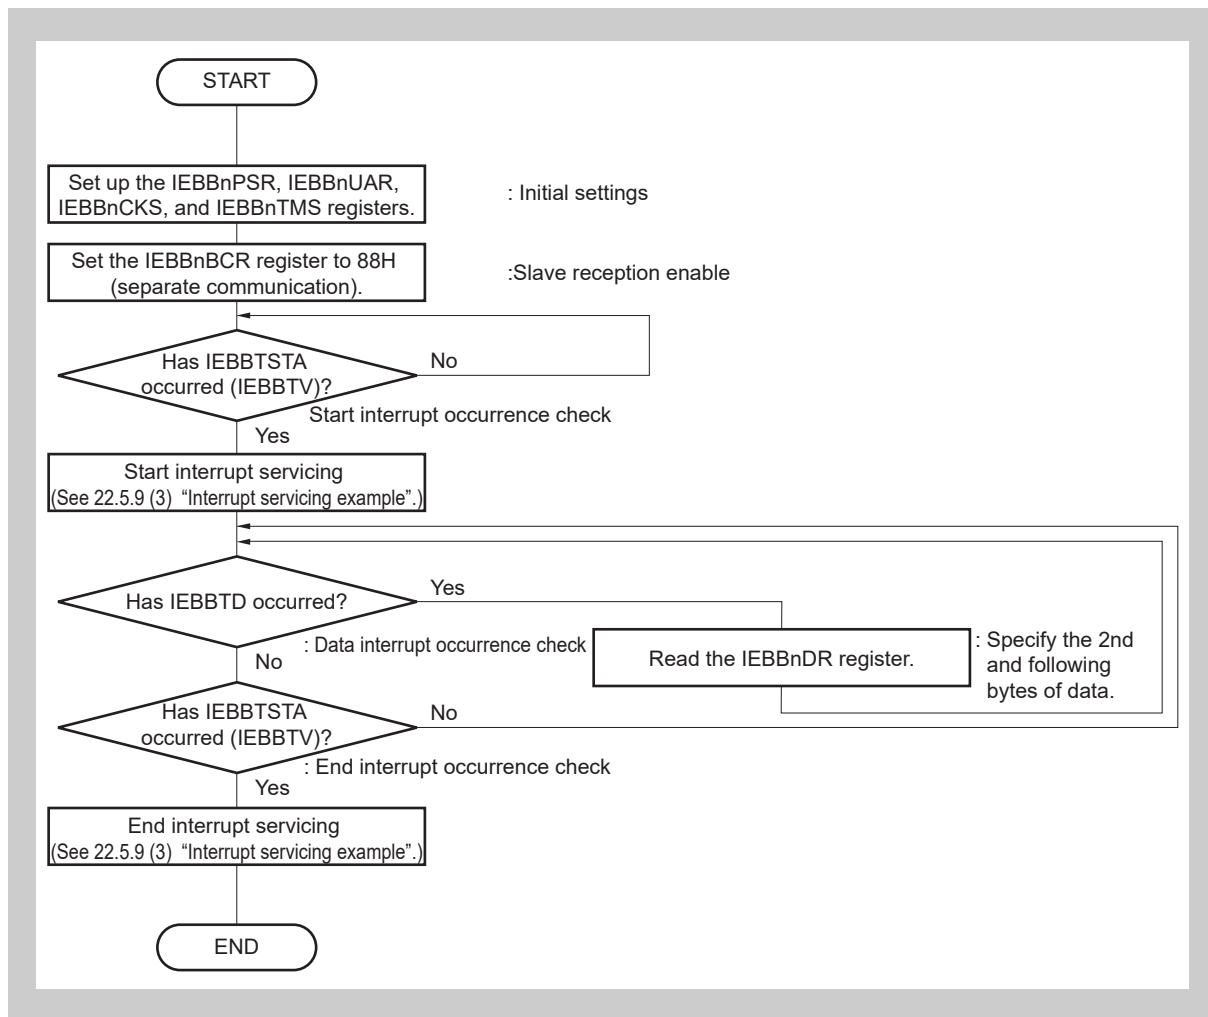 START
Set up the IEBBnPSR, IEBBnUAR,
IEBBnCKS, and IEBBnTMS registers.
: Initial settings
Set the IEBBnBCR register to 88H
(separate communication).
:Slave reception enable
Has IEBBTSTA
occurred (IEBBTV)?
No
Start interrupt occurrence check
Yes
Start interrupt servicing
(See 22.5.9 (3) “Interrupt servicing example”.)
Has IEBBTD occurred?
Yes
: Data interrupt occurrence check
No
Read the IEBBnDR register.
: Specify the 2nd
and following
bytes of data.
Has IEBBTSTA
occurred (IEBBTV)?
No
: End interrupt occurrence check
Yes
End interrupt servicing
(See 22.5.9 (3) “Interrupt servicing example”.)
END